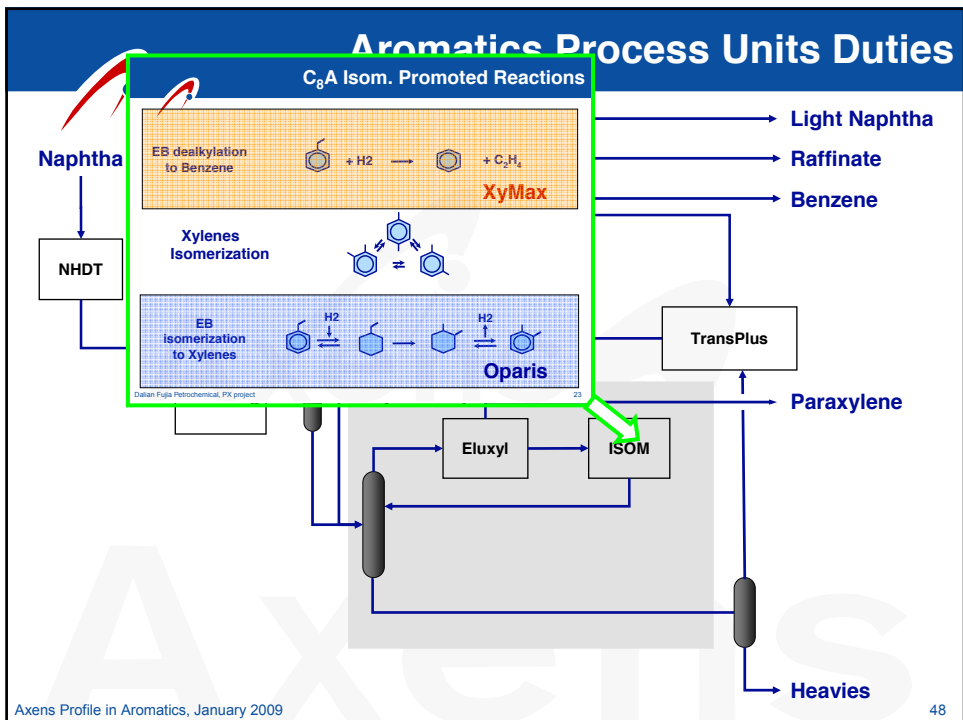 Aromatics Process Units Duties
C₈A Isom. Promoted Reactions
EB dealkylation
to Benzene
+ H2
+ C₂H₄
XyMax
Xylenes
Isomerization
EB
isomerization
to Xylenes
H2
H2
Oparis
Dalian Fujia Petrochemical, PX project
23
Naphtha
NHDT
Light Naphtha
Raffinate
Benzene
TransPlus
Paraxylene
Eluxyl
ISOM
Heavies
Axens
Axens Profile in Aromatics, January 2009
48